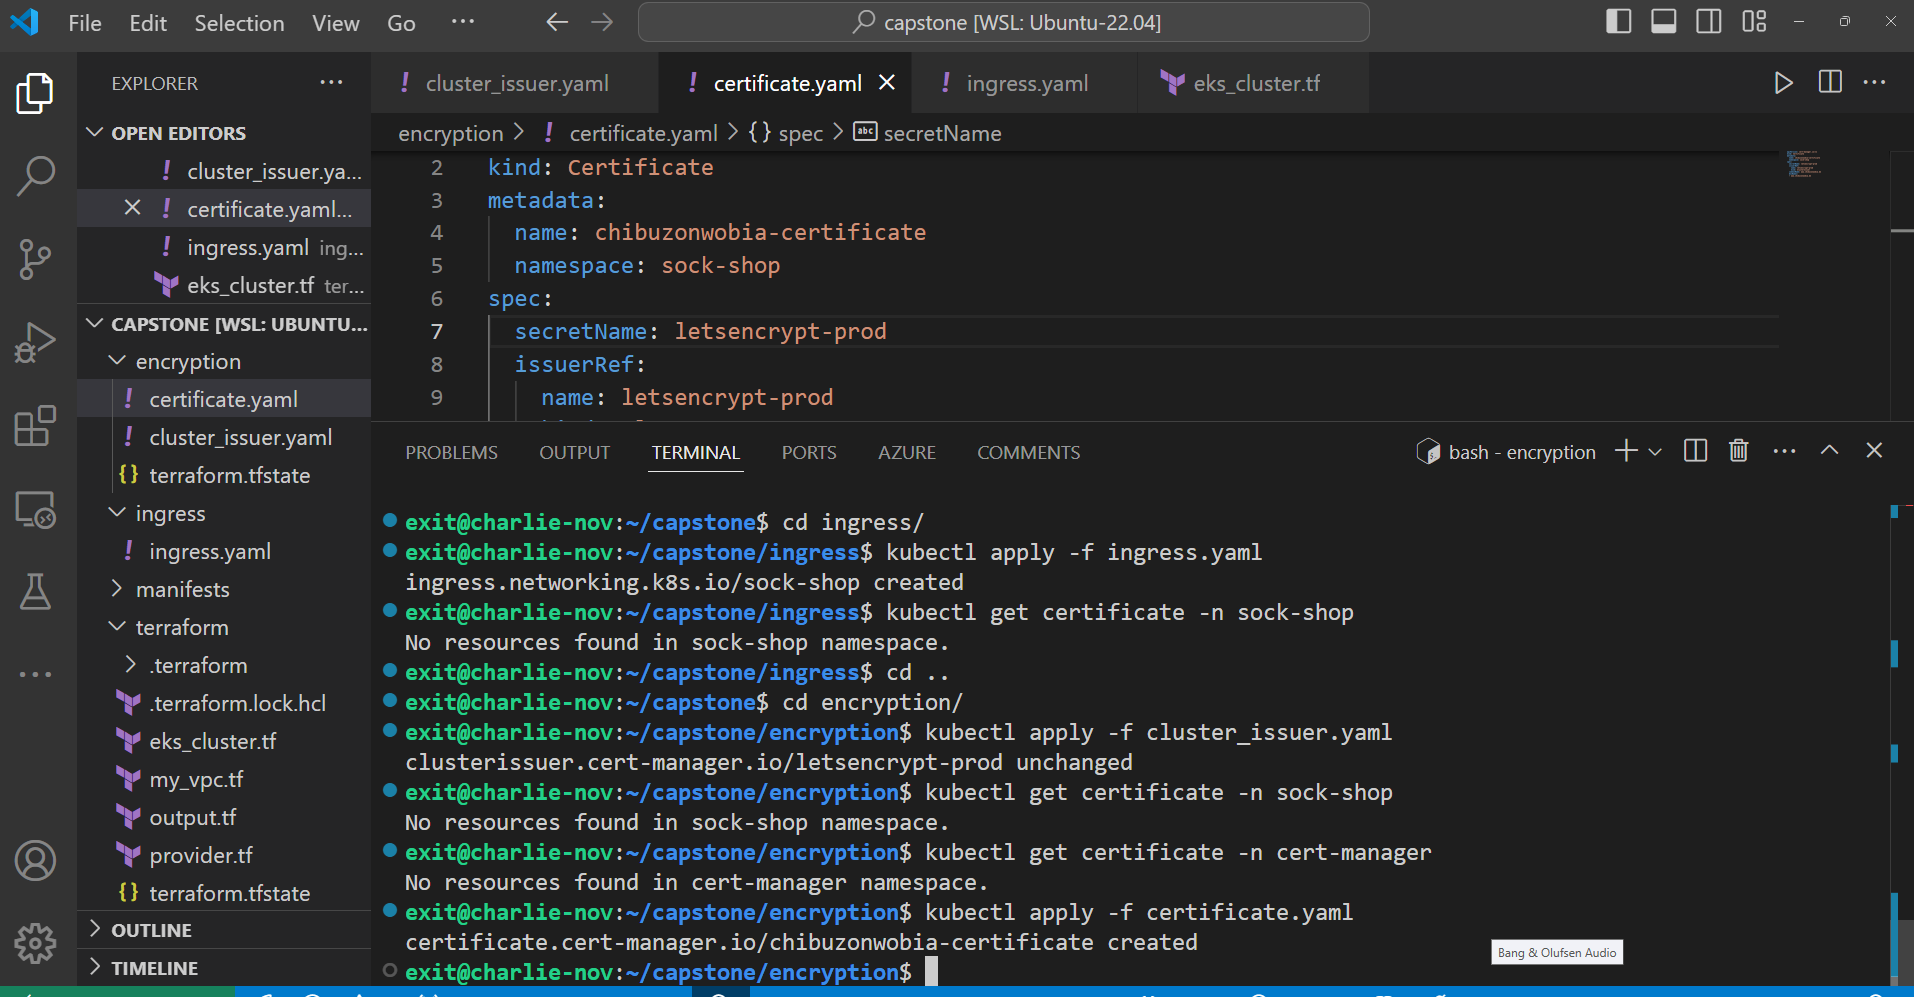 File Edit Selection View Go ···
capstone [WSL: Ubuntu-22.04]
EXPLORER
OPEN EDITORS
cluster_issuer.ya...
certificate.yaml...
ingress.yaml ing...
eks_cluster.tf ter...
CAPSTONE [WSL: UBUNTU...
encryption
certificate.yaml
cluster_issuer.yaml
terraform.tfstate
ingress
ingress.yaml
manifests
terraform
.terraform
.terraform.lock.hcl
eks_cluster.tf
my_vpc.tf
output.tf
provider.tf
terraform.tfstate
OUTLINE
TIMELINE
cluster_issuer.yaml certificate.yaml ingress.yaml eks_cluster.tf
encryption > ! certificate.yaml > {} spec > abc secretName
2 kind: Certificate
3 metadata:
4 name: chibuzonwobia-certificate
5 namespace: sock-shop
6 spec:
7 secretName: letsencrypt-prod
8 issuerRef:
9 name: letsencrypt-prod
PROBLEMS OUTPUT TERMINAL PORTS AZURE COMMENTS
bash - encryption
exit@charlie-nov:~/capstone$ cd ingress/
exit@charlie-nov:~/capstone/ingress$ kubectl apply -f ingress.yaml
ingress.networking.k8s.io/sock-shop created
exit@charlie-nov:~/capstone/ingress$ kubectl get certificate -n sock-shop
No resources found in sock-shop namespace.
exit@charlie-nov:~/capstone/ingress$ cd ..
exit@charlie-nov:~/capstone$ cd encryption/
exit@charlie-nov:~/capstone/encryption$ kubectl apply -f cluster_issuer.yaml
clusterissuer.cert-manager.io/letsencrypt-prod unchanged
exit@charlie-nov:~/capstone/encryption$ kubectl get certificate -n sock-shop
No resources found in sock-shop namespace.
exit@charlie-nov:~/capstone/encryption$ kubectl get certificate -n cert-manager
No resources found in cert-manager namespace.
exit@charlie-nov:~/capstone/encryption$ kubectl apply -f certificate.yaml
certificate.cert-manager.io/chibuzonwobia-certificate created
exit@charlie-nov:~/capstone/encryption$
Bang & Olufsen Audio